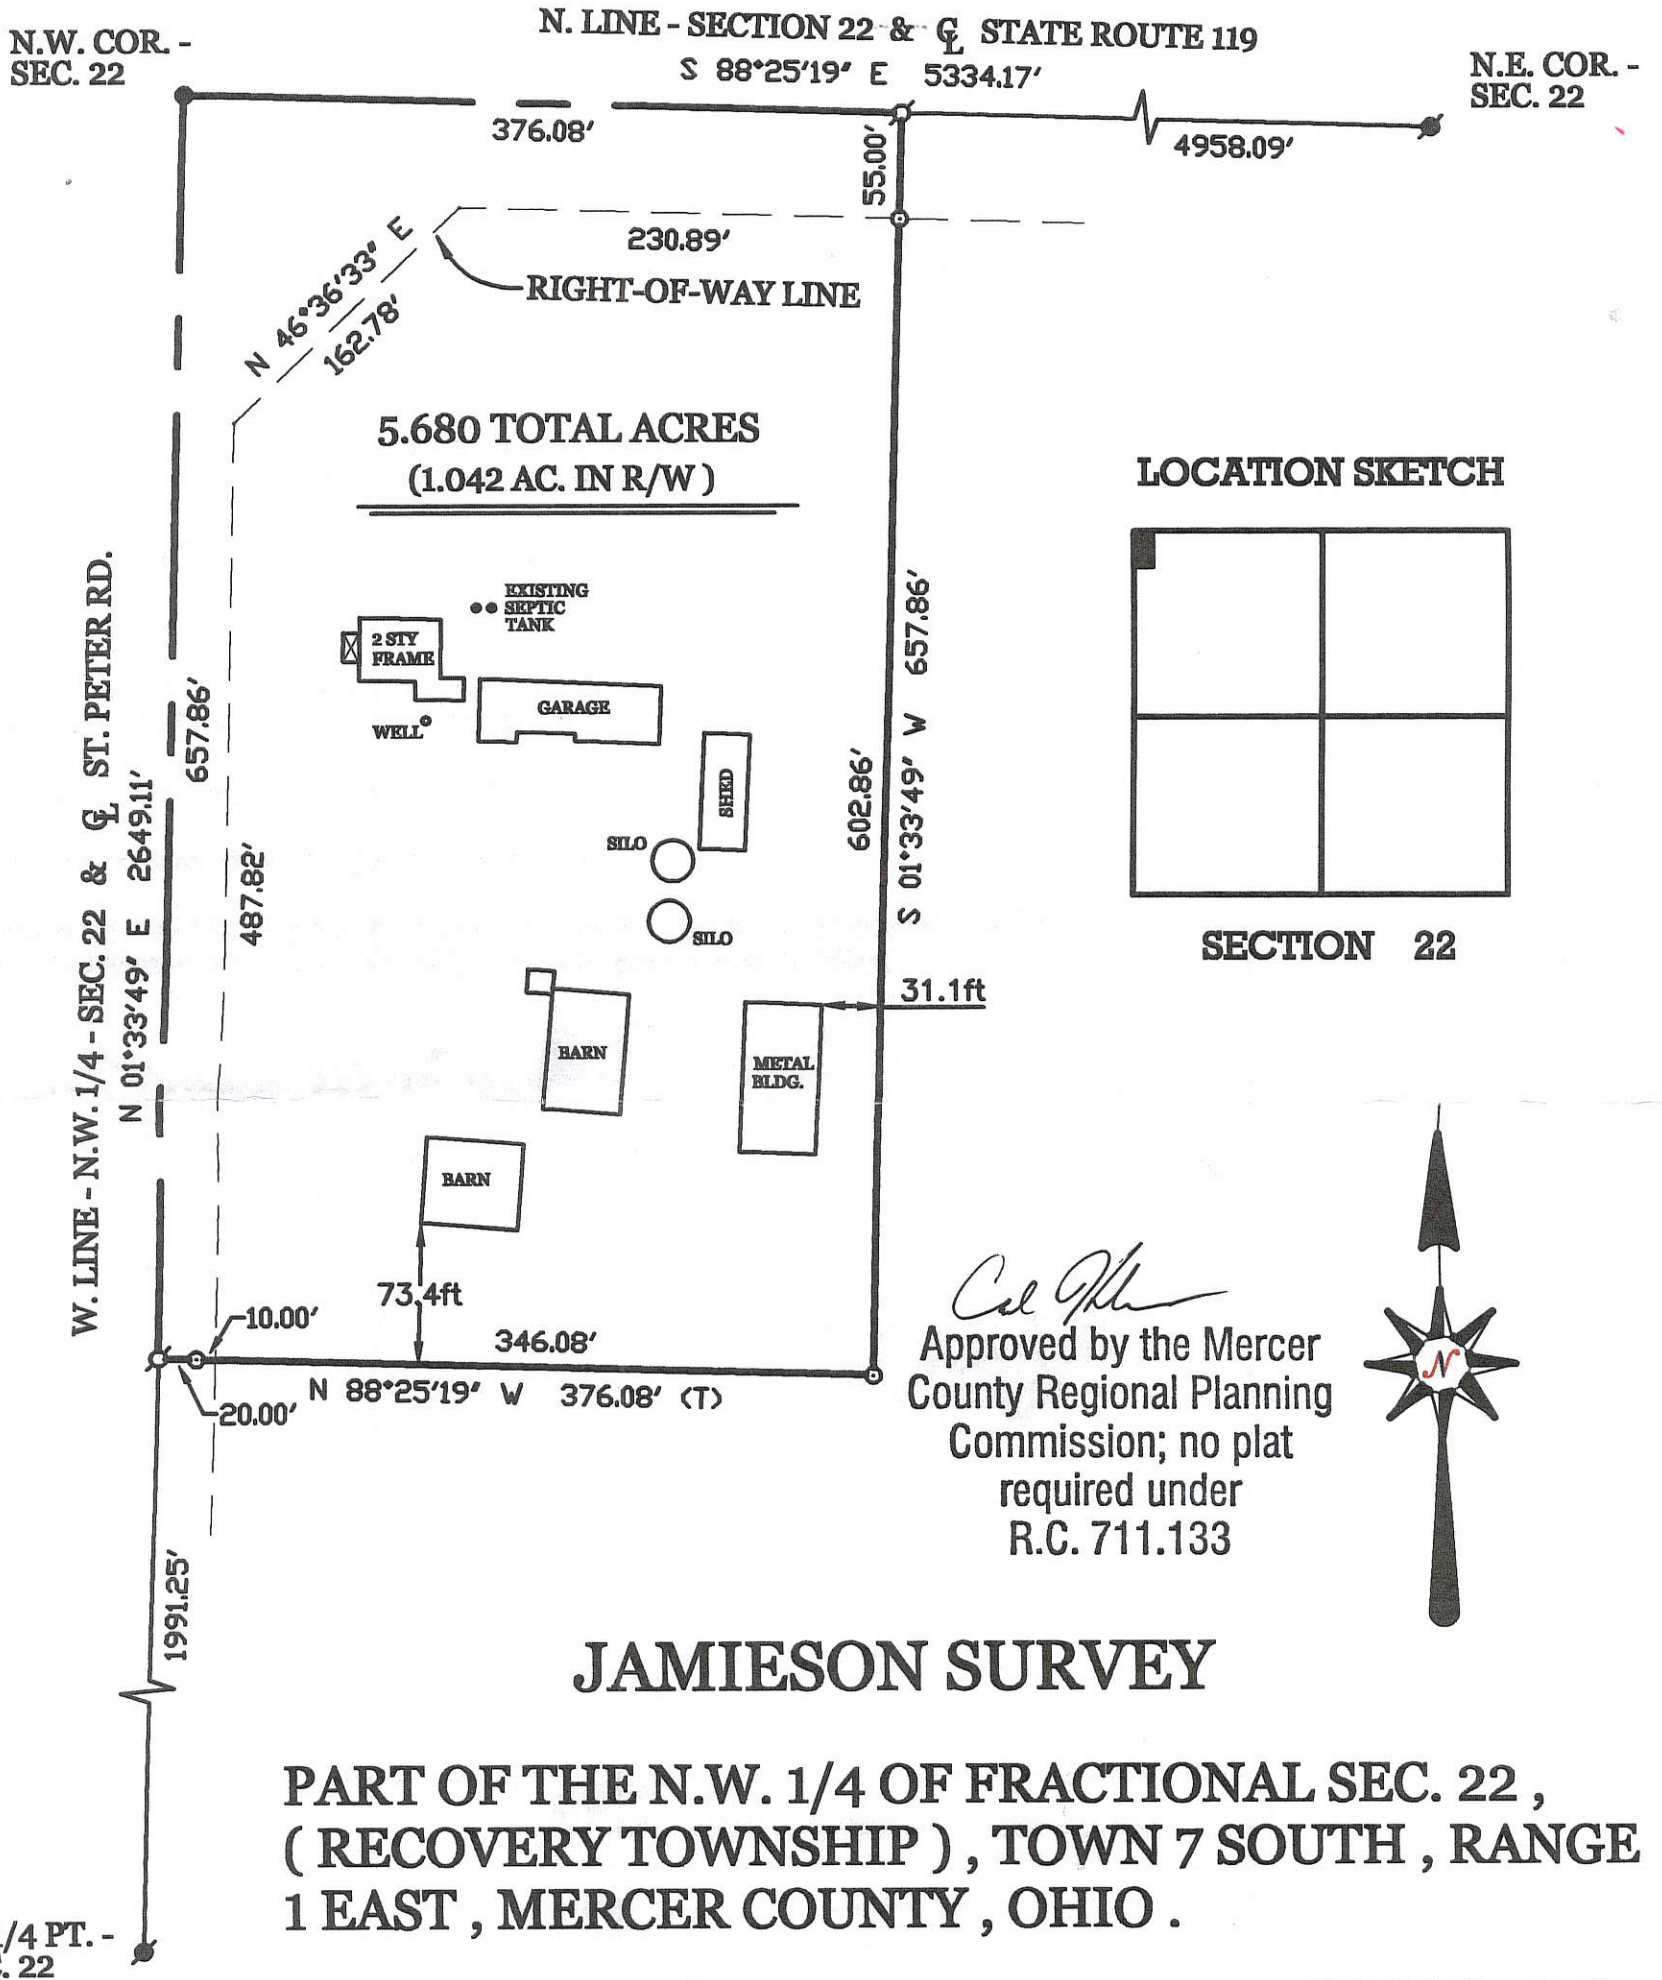 N. LINE - SECTION 22 & ℄ STATE ROUTE 119
S 88°25'19" E 5334.17'
N.W. COR. -
SEC. 22
N.E. COR. -
SEC. 22
376.08'
55.00'
4958.09'
230.89'
N 46°36'33" E
162.78'
RIGHT-OF-WAY LINE
5.680 TOTAL ACRES
(1.042 AC. IN R/W )
LOCATION SKETCH
SECTION 22
W. LINE - N.W. 1/4 - SEC. 22 & ℄ ST. PETER RD.
N 01°33'49" E 2649.11'
657.86'
487.82'
EXISTING
SEPTIC
TANK
2 STY
FRAME
GARAGE
WELL
SHED
SILO
SILO
602.86'
S 01°33'49" W 657.86'
31.1ft
BARN
METAL
BLDG.
BARN
73.4ft
10.00'
346.08'
N 88°25'19" W 376.08' (T)
20.00'
Approved by the Mercer
County Regional Planning
Commission; no plat
required under
R.C. 711.133
N
1991.25'
JAMIESON SURVEY
PART OF THE N.W. 1/4 OF FRACTIONAL SEC. 22 ,
( RECOVERY TOWNSHIP ) , TOWN 7 SOUTH , RANGE
1 EAST , MERCER COUNTY , OHIO .
/4 PT. -
. 22